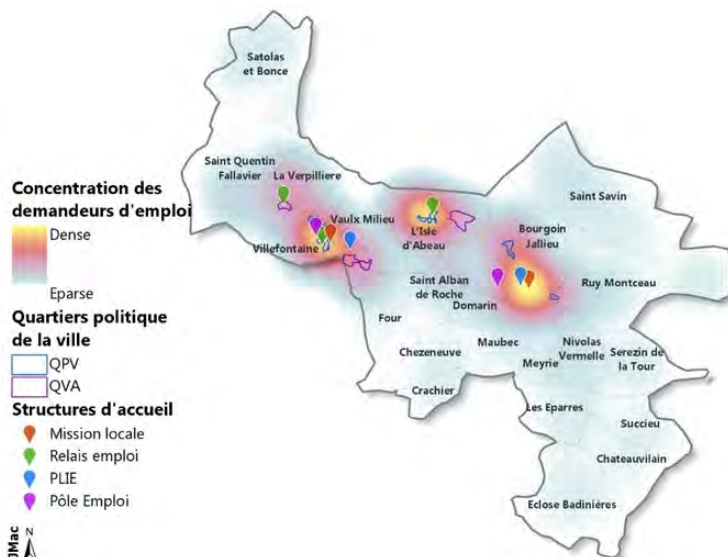 Satolas
et Bonce
Saint Quentin
Fallavier
La Verpilliere
Saint Savin
Vaulx Milieu
Villefontaine
L'Isle
d'Abeau
Bourgoin
Jallieu
Saint Alban
de Roche
Ruy Montceau
Domarin
Four
Maubec
Nivolas
Vermelle
Serezin de
la Tour
Chezeneuve
Meyrie
Crachier
Les Eparres
Succieu
Chateauvilain
Eclose Badinières
Concentration des
demandeurs d'emploi
Dense
Eparse
Quartiers politique
de la ville
QPV
QVA
Structures d'accueil
Mission locale
Relais emploi
PLIE
Pôle Emploi
JMac
N